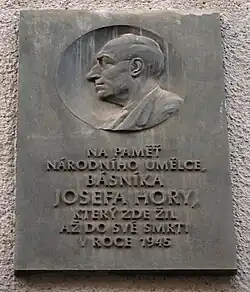 NA PAMĚŤ
NÁRODNÍHO UMĚLCE,
BÁSNÍKA
JOSEFA HORY,
KTERÝ ZDE ŽIL
AŽ DO SVÉ SMRTI
V ROCE 1945